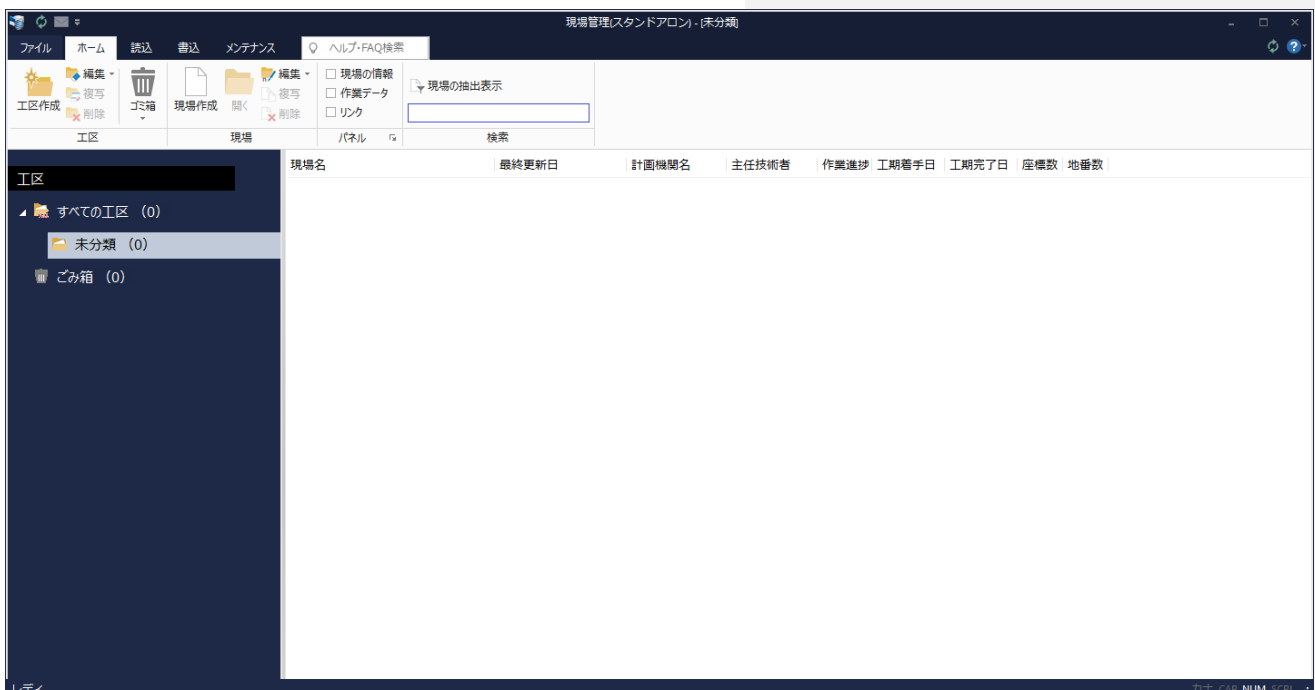 現場管理(スタンドアロン) - [未分類]
ファイル ホーム 読込 書込 メンテナンス ヘルプ・FAQ検索
工区作成 編集 複写 削除 ゴミ箱
工区
現場作成 開く 編集 複写 削除
現場
現場の情報
作業データ
リンク
パネル
現場の抽出表示
検索
工区
すべての工区 (0)
未分類 (0)
ごみ箱 (0)
現場名 最終更新日 計画機関名 主任技術者 作業進捗 工期着手日 工期完了日 座標数 地番数
レディ
カナ CAP NUM SCRL